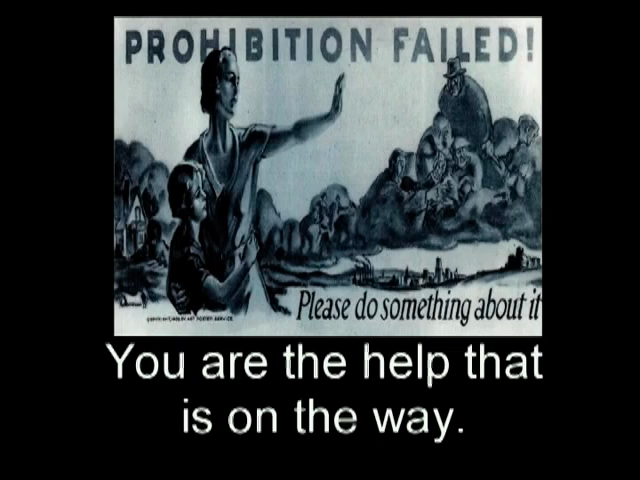 PROHIBITION FAILED!
Please do something about it
You are the help that
is on the way.